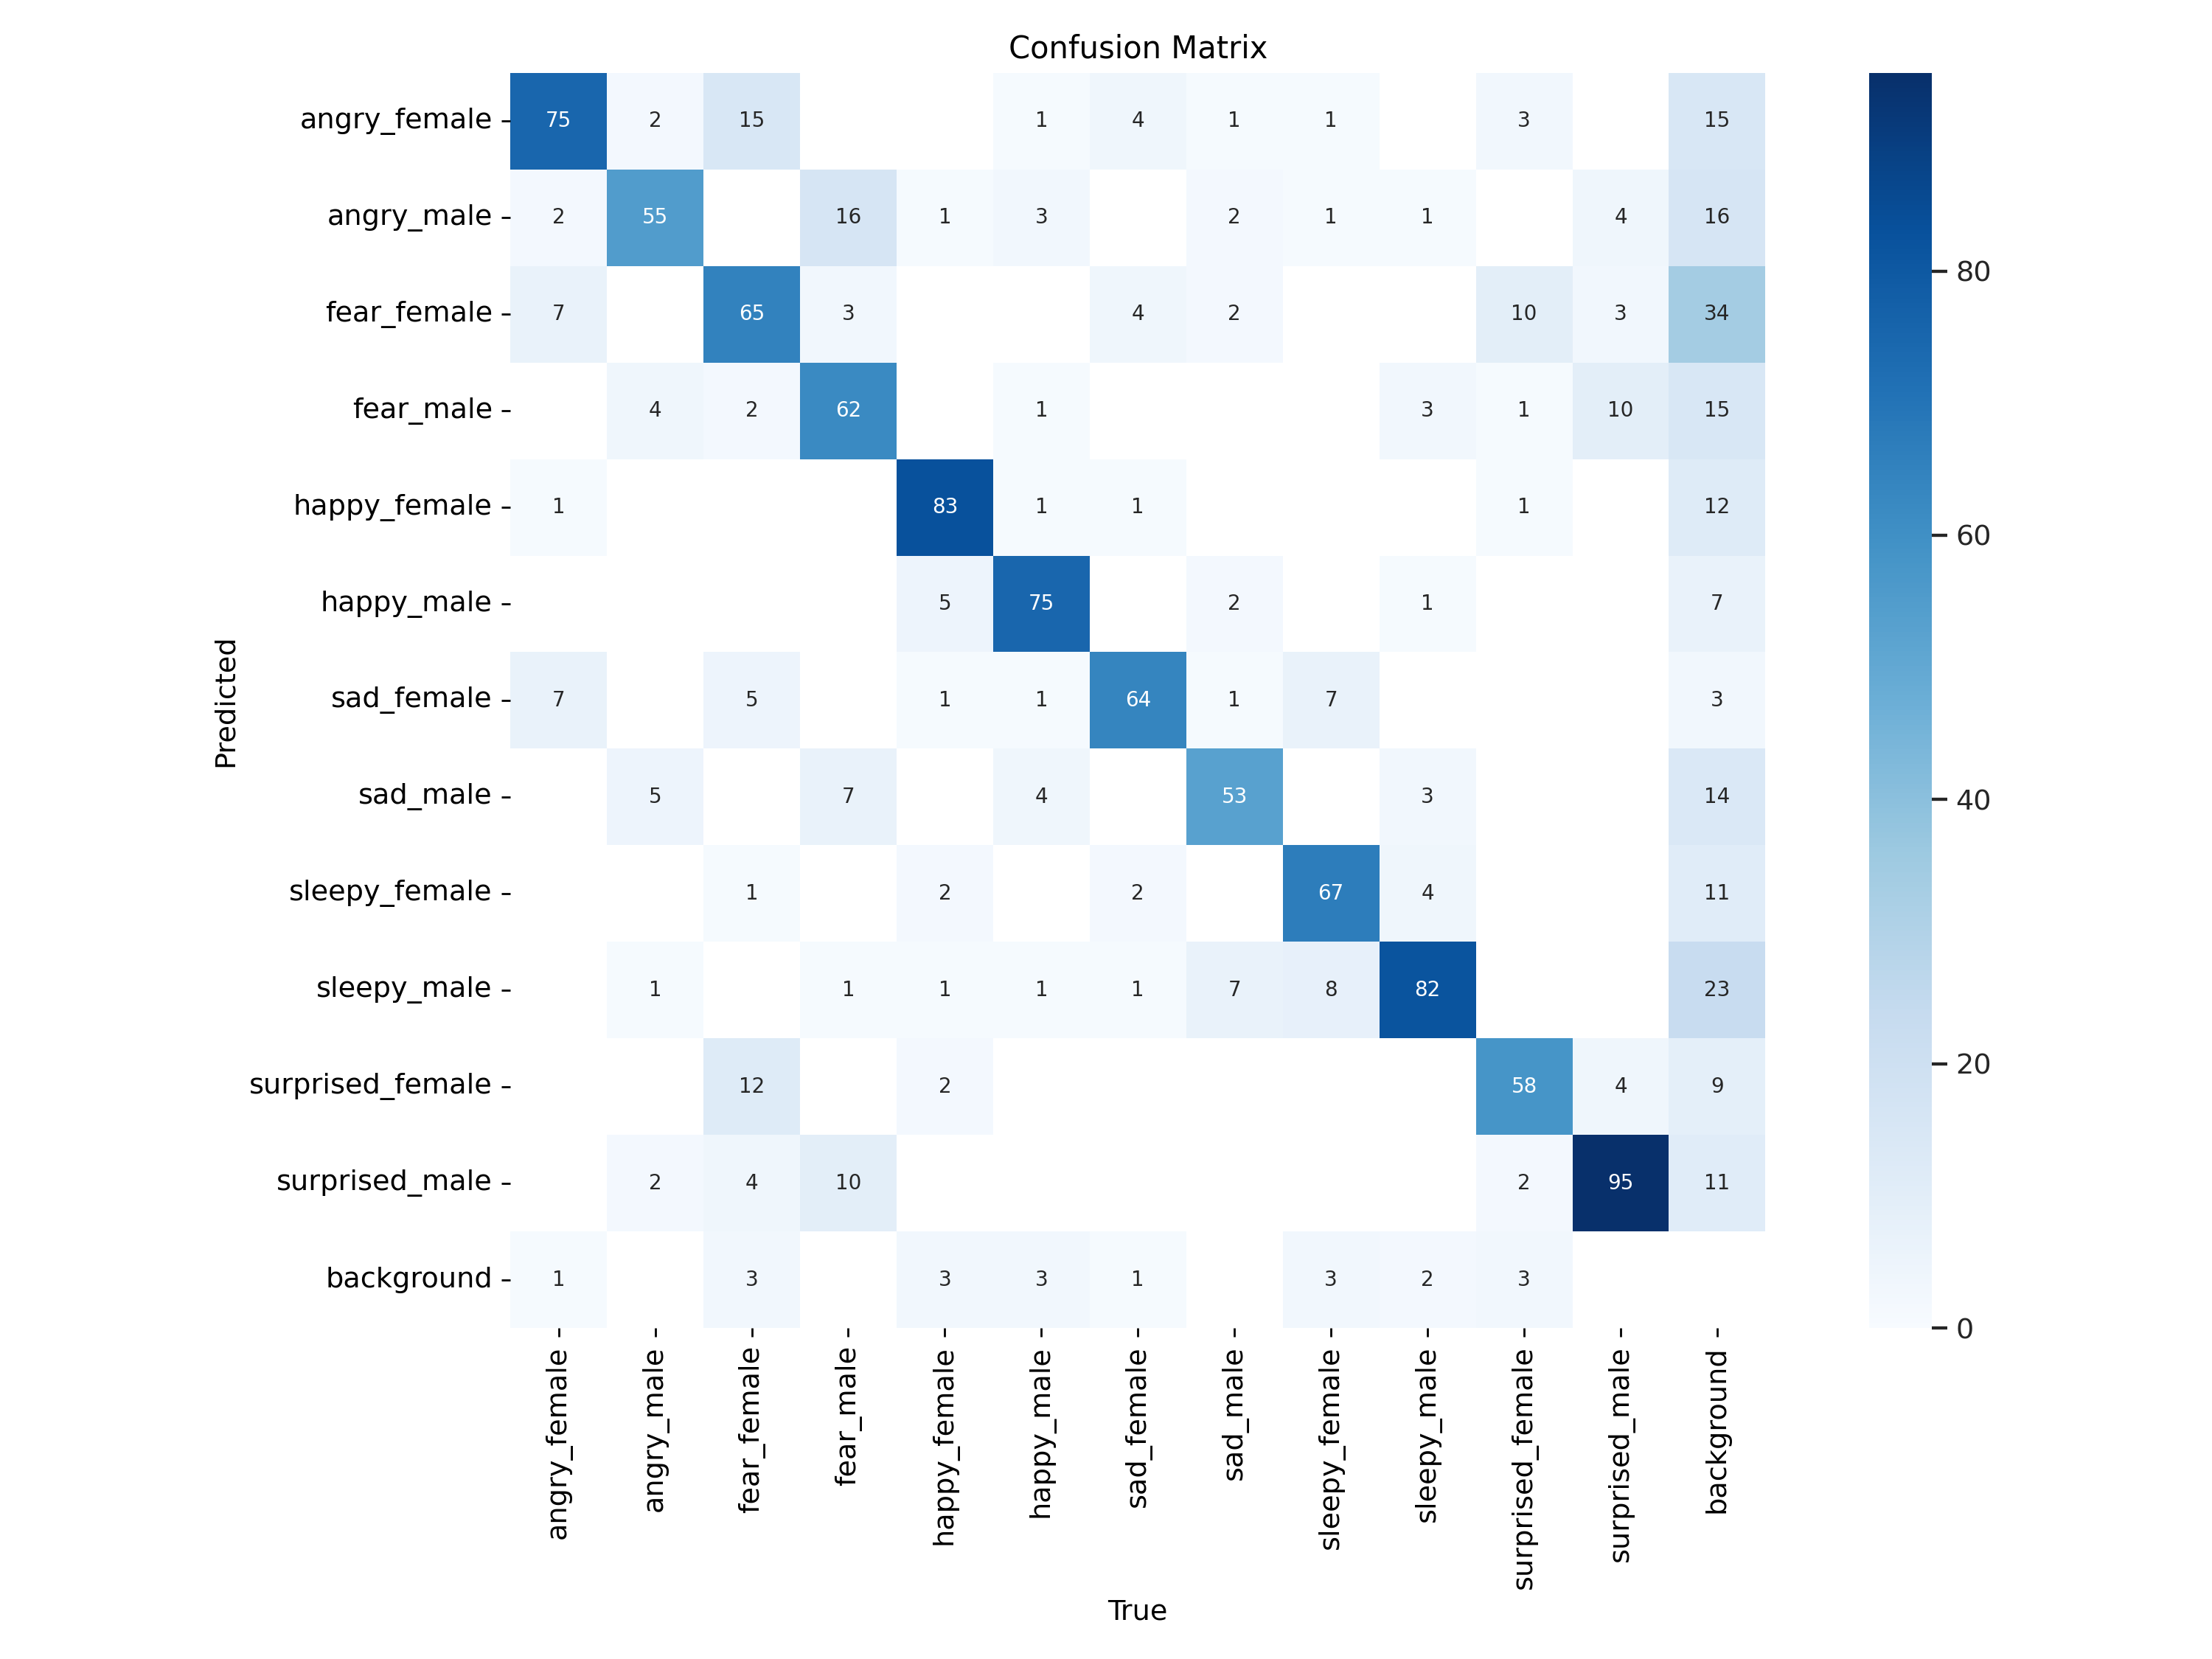 Confusion Matrix
angry_female 75 2 15 1 4 1 1 3 15
angry_male 2 55 16 1 3 2 1 1 4 16
fear_female 7 65 3 4 2 10 3 34
fear_male 4 2 62 1 3 1 10 15
happy_female 1 83 1 1 1 12
happy_male 5 75 2 1 7
sad_female 7 5 1 1 64 1 7 3
sad_male 5 7 4 53 3 14
sleepy_female 1 2 2 67 4 11
sleepy_male 1 1 1 1 1 7 8 82 23
surprised_female 12 2 58 4 9
surprised_male 2 4 10 2 95 11
background 1 3 3 3 1 3 2 3
Predicted
angry_female
angry_male
fear_female
fear_male
happy_female
happy_male
sad_female
sad_male
sleepy_female
sleepy_male
surprised_female
surprised_male
background
True
80
60
40
20
0